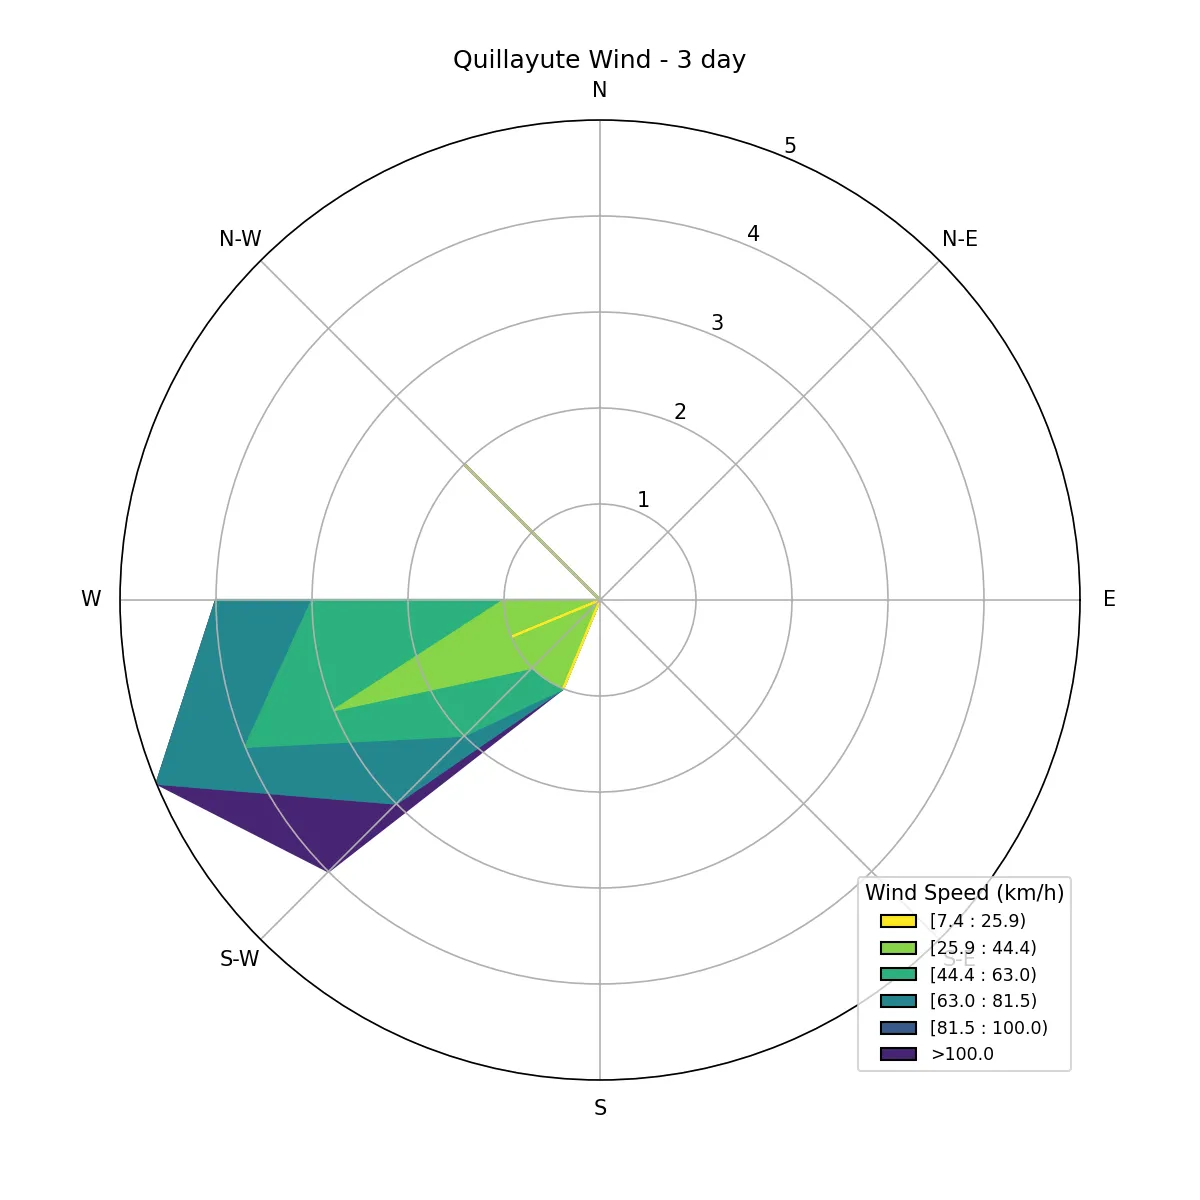 Quillayute Wind - 3 day
N
5
N-W
N-E
4
3
2
1
W
E
S-W
S-E
S
Wind Speed (km/h)
[7.4 : 25.9)
[25.9 : 44.4)
[44.4 : 63.0)
[63.0 : 81.5)
[81.5 : 100.0)
>100.0